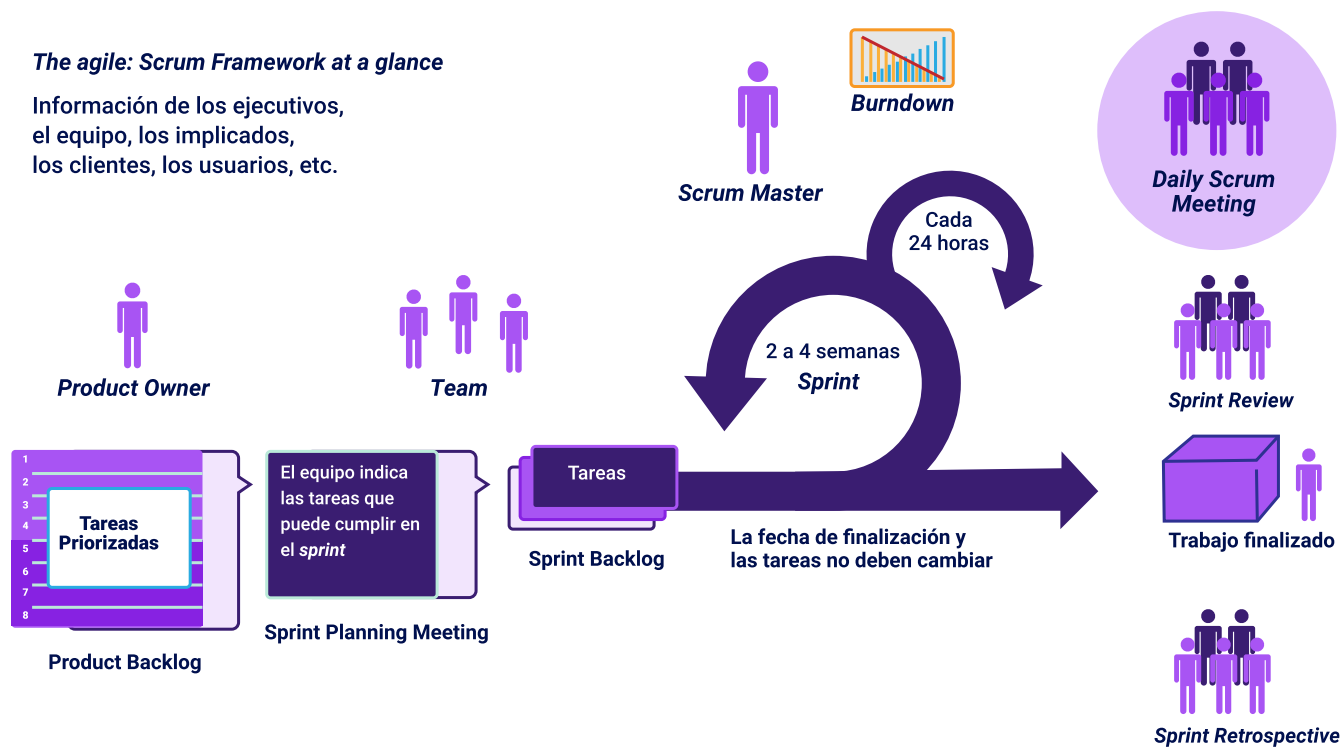 The agile: Scrum Framework at a glance
Información de los ejecutivos,
el equipo, los implicados,
los clientes, los usuarios, etc.
Burndown
Scrum Master
Daily Scrum
Meeting
Cada
24 horas
Product Owner
Team
2 a 4 semanas
Sprint
Sprint Review
1
2
3
4
5
6
7
8
Tareas
Priorizadas
Product Backlog
El equipo indica
las tareas que
puede cumplir en
el sprint
Sprint Planning Meeting
Tareas
Sprint Backlog
La fecha de finalización y
las tareas no deben cambiar
Trabajo finalizado
Sprint Retrospective